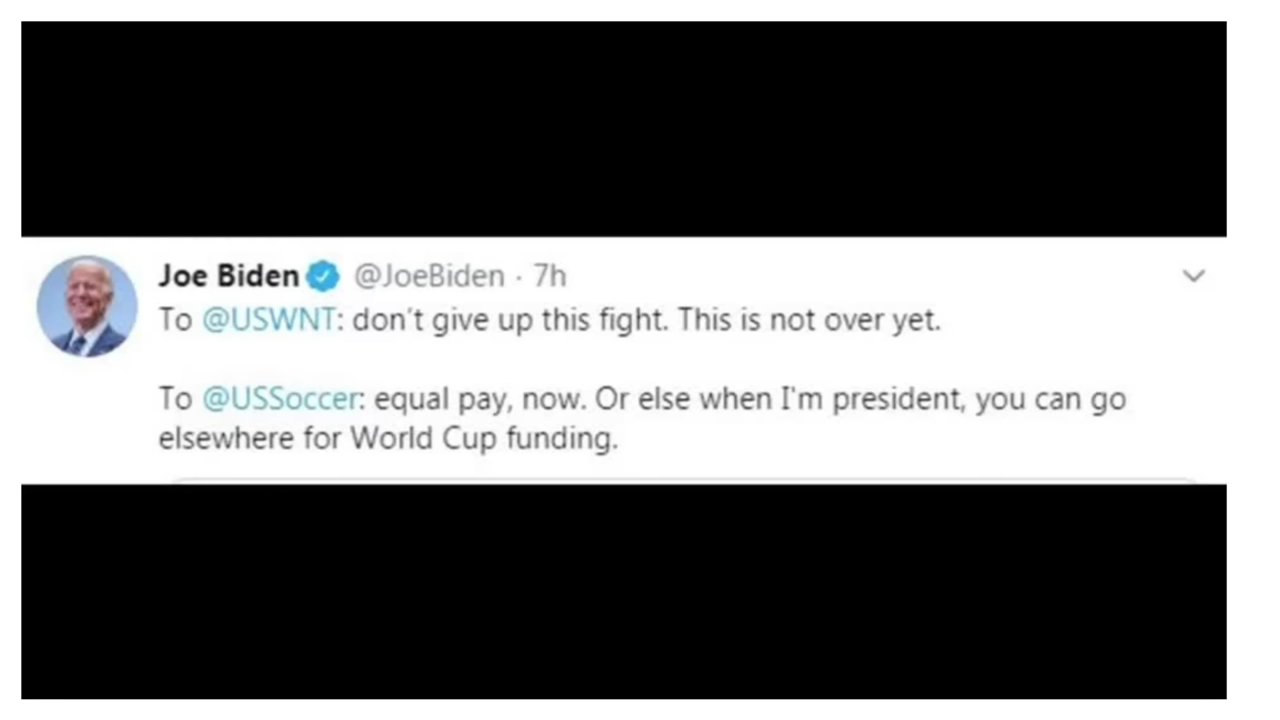 Joe Biden @JoeBiden · 7h
To @USWNT: don't give up this fight. This is not over yet.
To @USSoccer: equal pay, now. Or else when I'm president, you can go
elsewhere for World Cup funding.